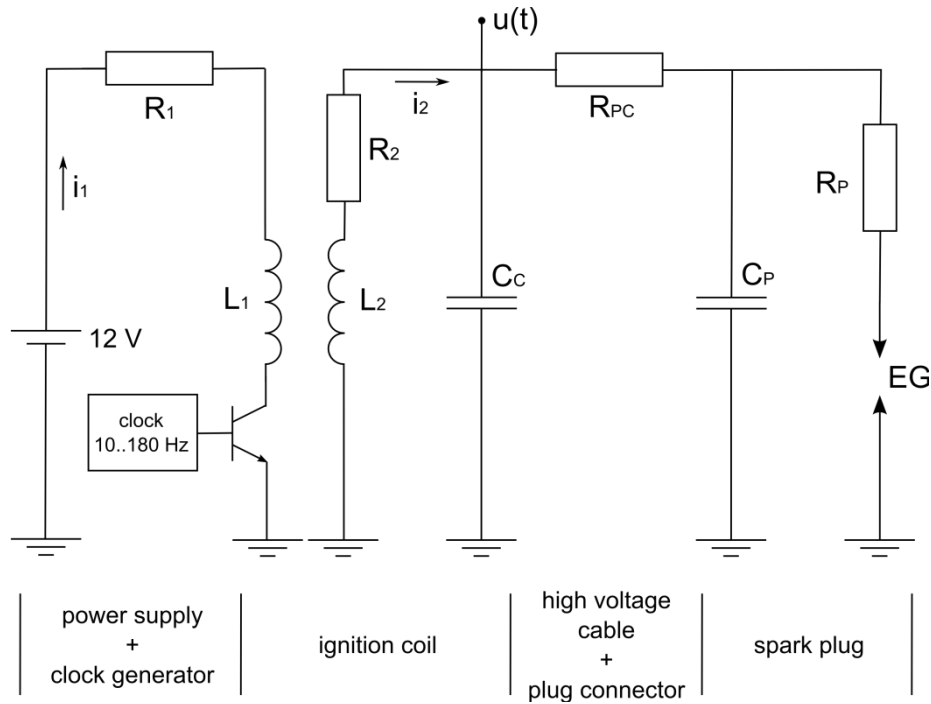 u(t)
R1
i1
R2
i2
RPC
RP
L1
L2
CC
CP
12 V
EG
clock
10..180 Hz
power supply
+
clock generator
ignition coil
high voltage
cable
+
plug connector
spark plug